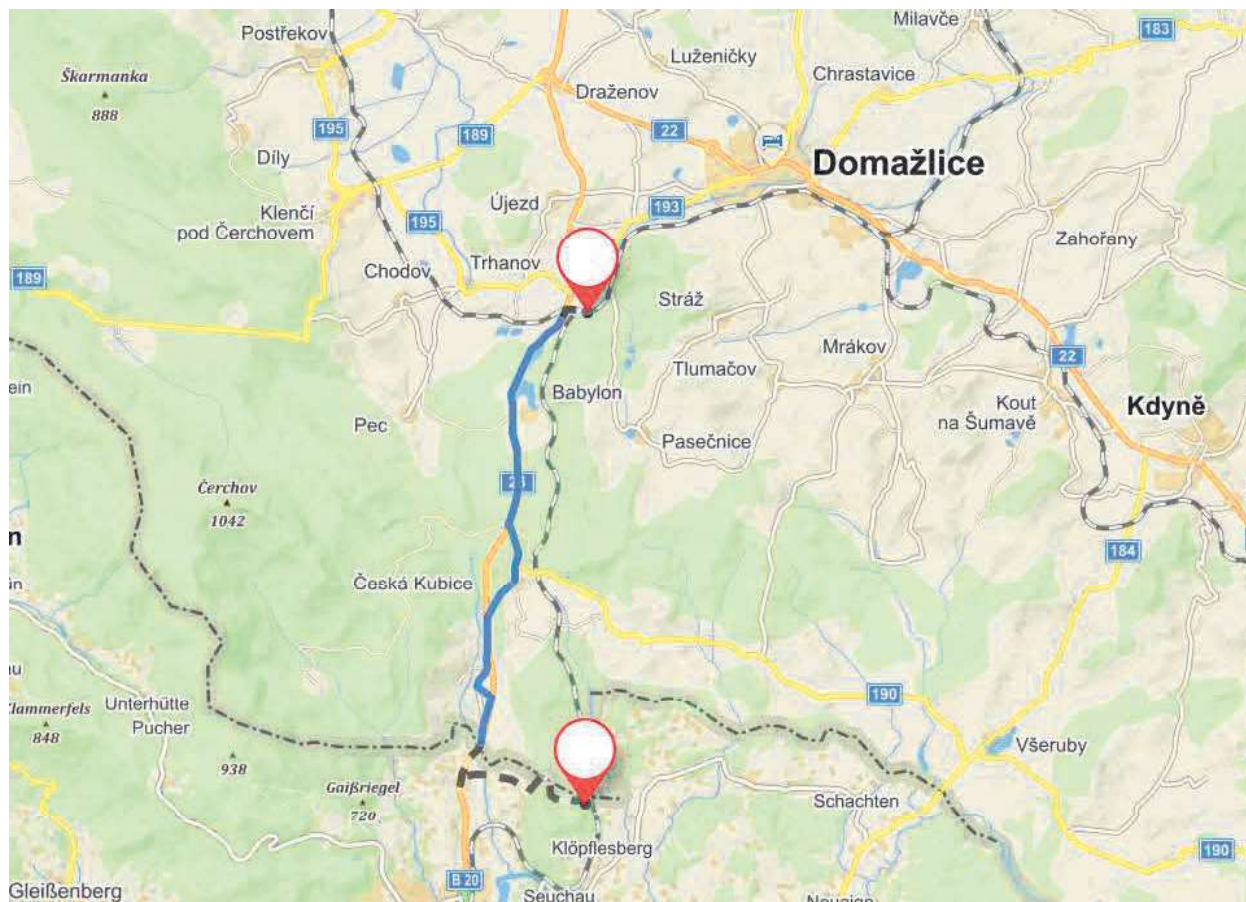 Postřekov
Milavče
183
Luženičky
Škarmanka
888
Chrastavice
Draženov
195
189
22
Díly
Domažlice
Klenčí
pod Čerchovem
Újezd
193
195
Zahořany
Trhanov
Chodov
189
Stráž
Mrákov
22
Tlumačov
Babylon
Kout
na Šumavě
Kdyně
Pec
Pasečnice
Čerchov
1042
184
Česká Kubice
190
Unterhütte
Pucher
848
Všeruby
938
Gaißriegel
720
Schachten
Klöpflesberg
190
B 20
Gleißenberg
Seuchau